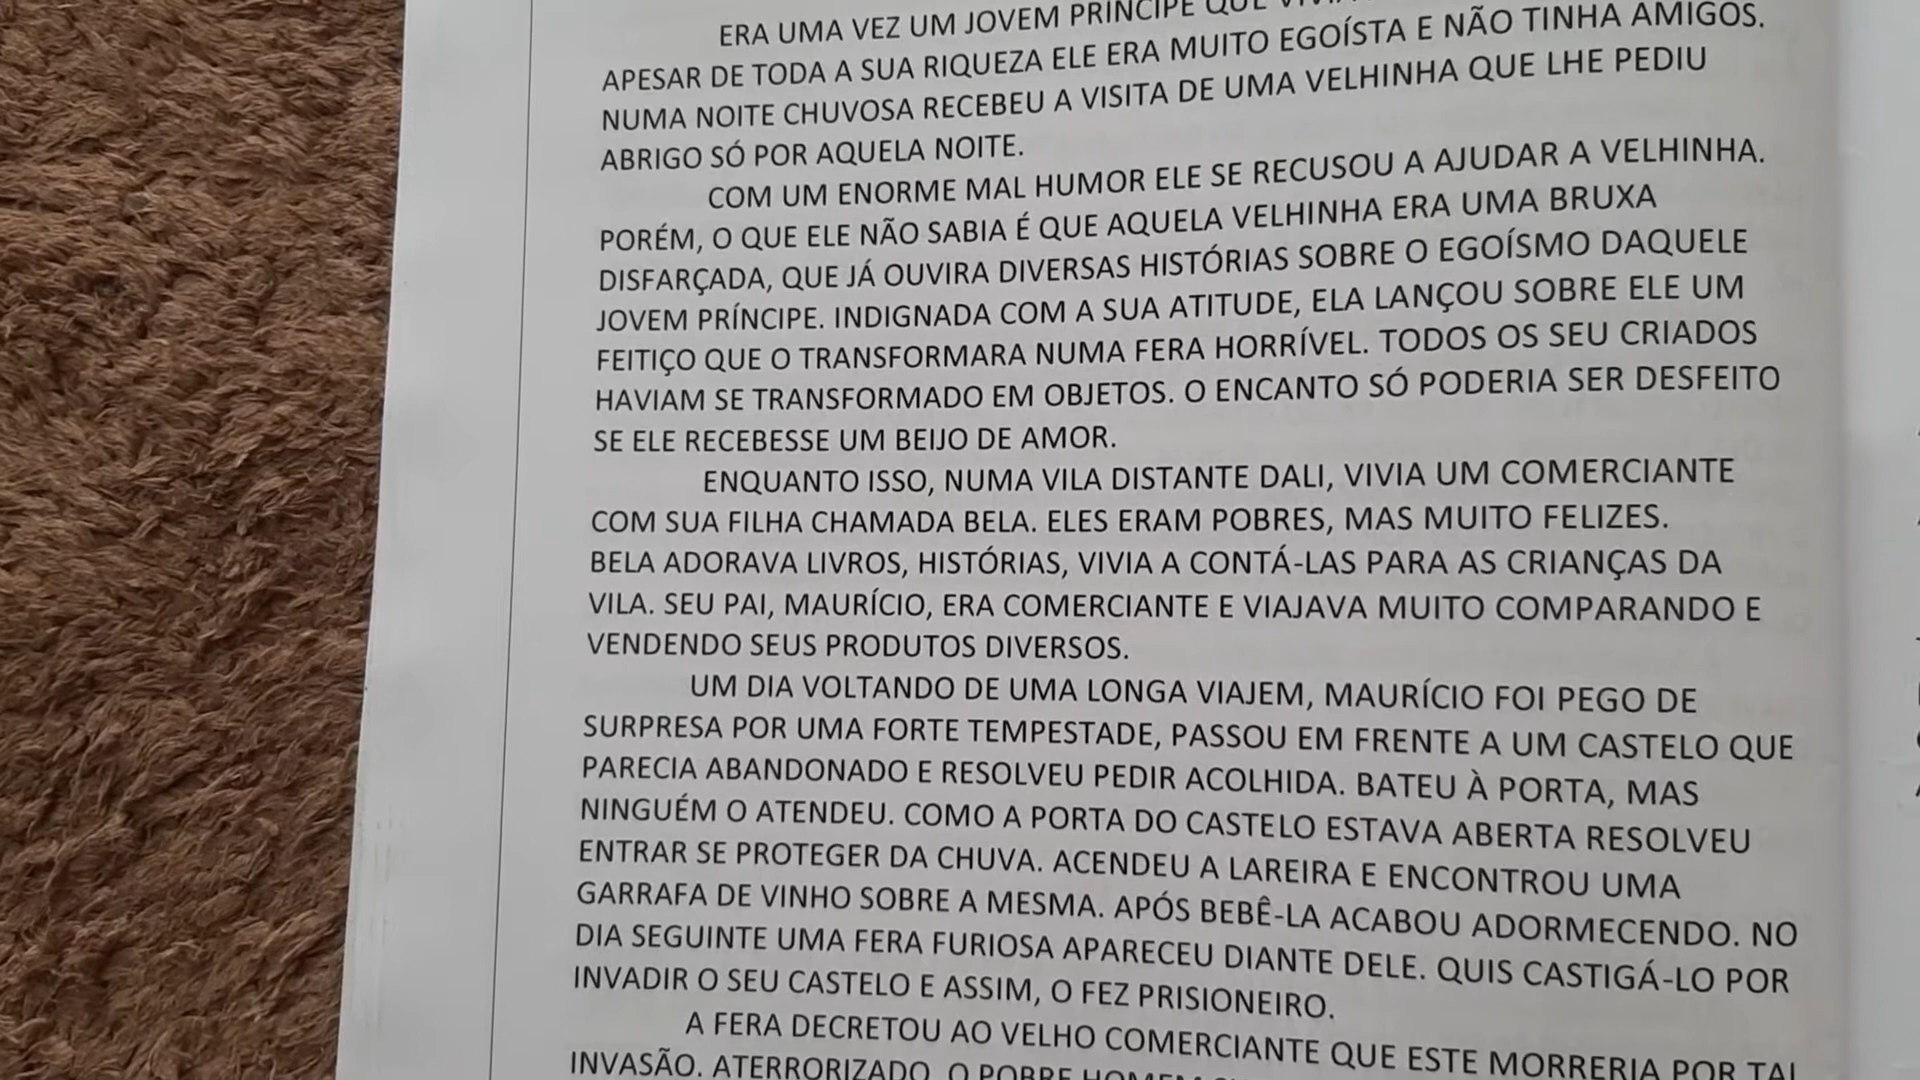 ERA UMA VEZ UM JOVEM PRÍNCIPE QUE
APESAR DE TODA A SUA RIQUEZA ELE ERA MUITO EGOÍSTA E NÃO TINHA AMIGOS.
NUMA NOITE CHUVOSA RECEBEU A VISITA DE UMA VELHINHA QUE LHE PEDIU
ABRIGO SÓ POR AQUELA NOITE.
COM UM ENORME MAL HUMOR ELE SE RECUSOU A AJUDAR A VELHINHA.
PORÉM, O QUE ELE NÃO SABIA É QUE AQUELA VELHINHA ERA UMA BRUXA
DISFARÇADA, QUE JÁ OUVIRA DIVERSAS HISTÓRIAS SOBRE O EGOÍSMO DAQUELE
JOVEM PRÍNCIPE. INDIGNADA COM A SUA ATITUDE, ELA LANÇOU SOBRE ELE UM
FEITIÇO QUE O TRANSFORMARA NUMA FERA HORRÍVEL. TODOS OS SEU CRIADOS
HAVIAM SE TRANSFORMADO EM OBJETOS. O ENCANTO SÓ PODERIA SER DESFEITO
SE ELE RECEBESSE UM BEIJO DE AMOR.
ENQUANTO ISSO, NUMA VILA DISTANTE DALI, VIVIA UM COMERCIANTE
COM SUA FILHA CHAMADA BELA. ELES ERAM POBRES, MAS MUITO FELIZES.
BELA ADORAVA LIVROS, HISTÓRIAS, VIVIA A CONTÁ-LAS PARA AS CRIANÇAS DA
VILA. SEU PAI, MAURÍCIO, ERA COMERCIANTE E VIAJAVA MUITO COMPARANDO E
VENDENDO SEUS PRODUTOS DIVERSOS.
UM DIA VOLTANDO DE UMA LONGA VIAJEM, MAURÍCIO FOI PEGO DE
SURPRESA POR UMA FORTE TEMPESTADE, PASSOU EM FRENTE A UM CASTELO QUE
PARECIA ABANDONADO E RESOLVEU PEDIR ACOLHIDA. BATEU À PORTA, MAS
NINGUÉM O ATENDEU. COMO A PORTA DO CASTELO ESTAVA ABERTA RESOLVEU
ENTRAR SE PROTEGER DA CHUVA. ACENDEU A LAREIRA E ENCONTROU UMA
GARRAFA DE VINHO SOBRE A MESMA. APÓS BEBÊ-LA ACABOU ADORMECENDO. NO
DIA SEGUINTE UMA FERA FURIOSA APARECEU DIANTE DELE. QUIS CASTIGÁ-LO POR
INVADIR O SEU CASTELO E ASSIM, O FEZ PRISIONEIRO.
A FERA DECRETOU AO VELHO COMERCIANTE QUE ESTE MORRERIA POR TAL
INVASÃO. ATERRORIZADO, O POBRE HOMEM